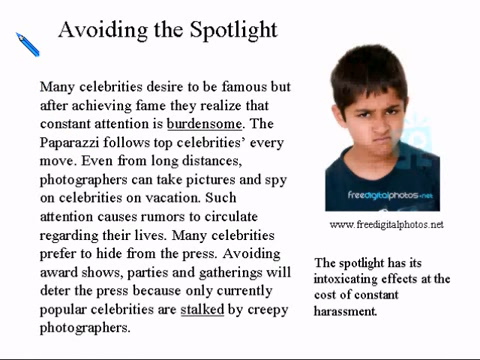 Avoiding the Spotlight
Many celebrities desire to be famous but
after achieving fame they realize that
constant attention is burdensome. The
Paparazzi follows top celebrities’ every
move. Even from long distances,
photographers can take pictures and spy
on celebrities on vacation. Such
attention causes rumors to circulate
regarding their lives. Many celebrities
prefer to hide from the press. Avoiding
award shows, parties and gatherings will
deter the press because only currently
popular celebrities are stalked by creepy
photographers.
freedigitalphotos.net
www.freedigitalphotos.net
The spotlight has its
intoxicating effects at the
cost of constant
harassment.